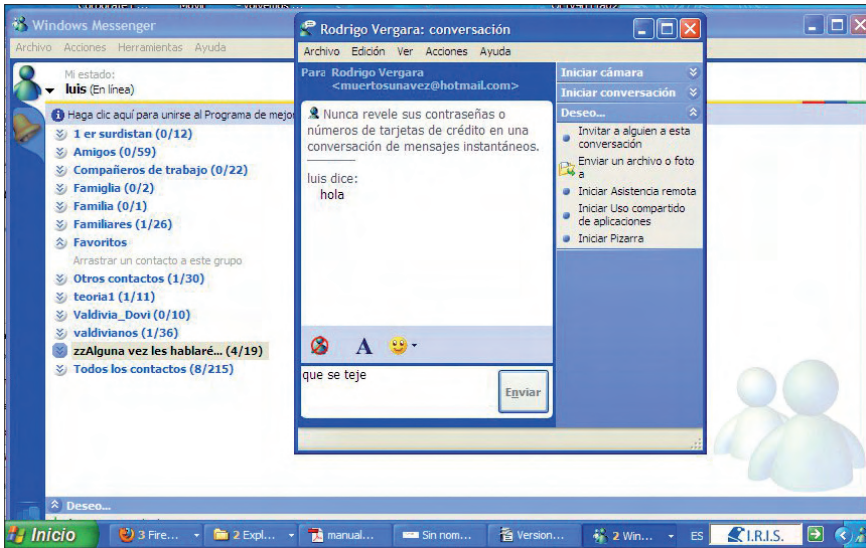 Windows Messenger
Archivo Acciones Herramientas Ayuda
Mi estado:
luis (En línea)
Haga clic aquí para unirse al Programa de mejor
1 er surdistan (0/12)
Amigos (0/59)
Compañeros de trabajo (0/22)
Famiglia (0/2)
Familia (0/1)
Familiares (1/26)
Favoritos
Arrastrar un contacto a este grupo
Otros contactos (1/30)
teoria1 (1/11)
Valdivia_Dovi (0/10)
valdivianos (1/36)
zzAlguna vez les hablaré... (4/19)
Todos los contactos (8/215)
Deseo...
Rodrigo Vergara: conversación
Archivo Edición Ver Acciones Ayuda
Para Rodrigo Vergara
<muertosunavez@hotmail.com>
Nunca revele sus contraseñas o
números de tarjetas de crédito en una
conversación de mensajes instantáneos.
luis dice:
hola
A
que se teje
Enviar
Iniciar cámara
Iniciar conversación
Deseo...
Invitar a alguien a esta
conversación
Enviar un archivo o foto
a
Iniciar Asistencia remota
Iniciar Uso compartido
de aplicaciones
Iniciar Pizarra
Inicio
3 Fire...
2 Expl...
manual...
Sin nom...
Version...
2 Win...
ES
I.R.I.S.